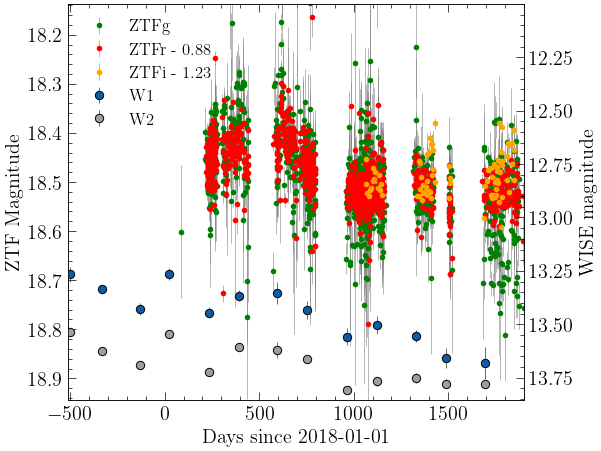 ZTFg
ZTFr - 0.88
ZTFi - 1.23
W1
W2
18.2
18.3
18.4
18.5
18.6
18.7
18.8
18.9
ZTF Magnitude
12.25
12.50
12.75
13.00
13.25
13.50
13.75
WISE magnitude
−500 0 500 1000 1500
Days since 2018-01-01